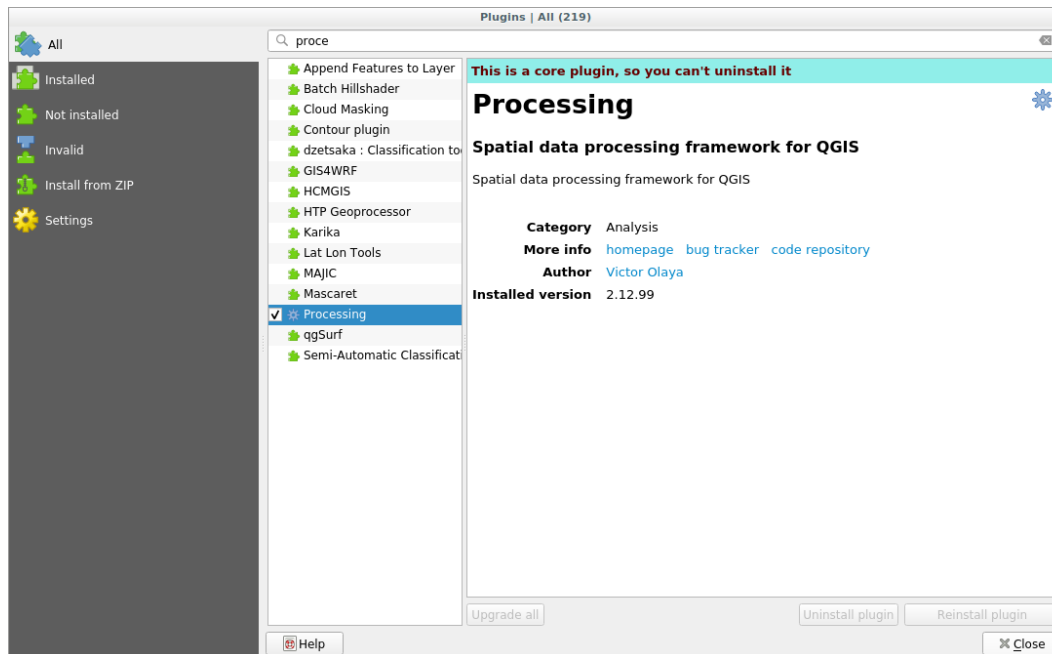 Plugins | All (219)
All
Installed
Not installed
Invalid
Install from ZIP
Settings
proce
Append Features to Layer
Batch Hillshader
Cloud Masking
Contour plugin
dzetsaka : Classification to
GIS4WRF
HCMGIS
HTP Geoprocessor
Karika
Lat Lon Tools
MAJIC
Mascaret
Processing
qgSurf
Semi-Automatic Classificati
This is a core plugin, so you can't uninstall it
Processing
Spatial data processing framework for QGIS
Spatial data processing framework for QGIS
Category Analysis
More info homepage bug tracker code repository
Author Victor Olaya
Installed version 2.12.99
Upgrade all Uninstall plugin Reinstall plugin
Help Close